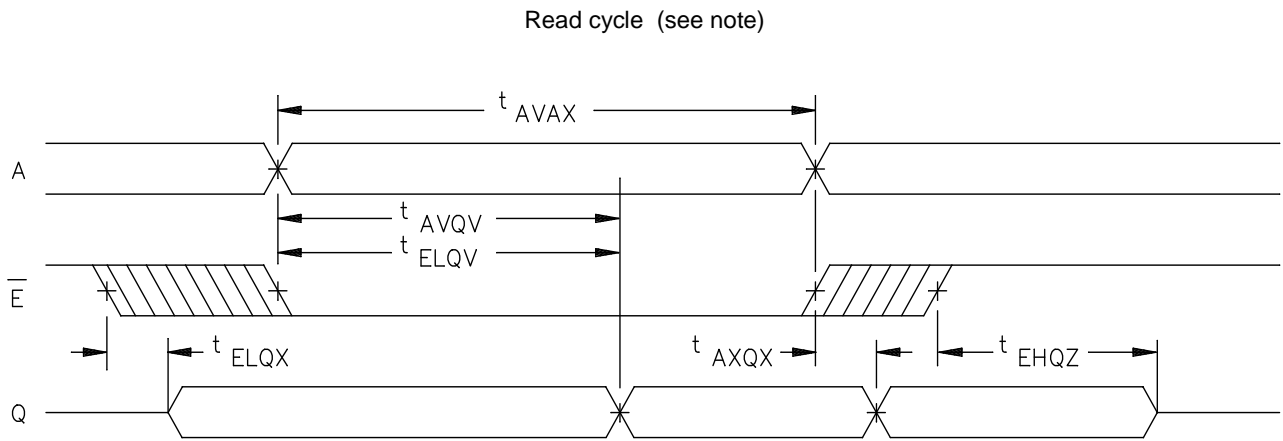 Read cycle (see note)
t AVAX
A
t AVQV
t ELQV
E
t ELQX
t AXQX
t EHQZ
Q